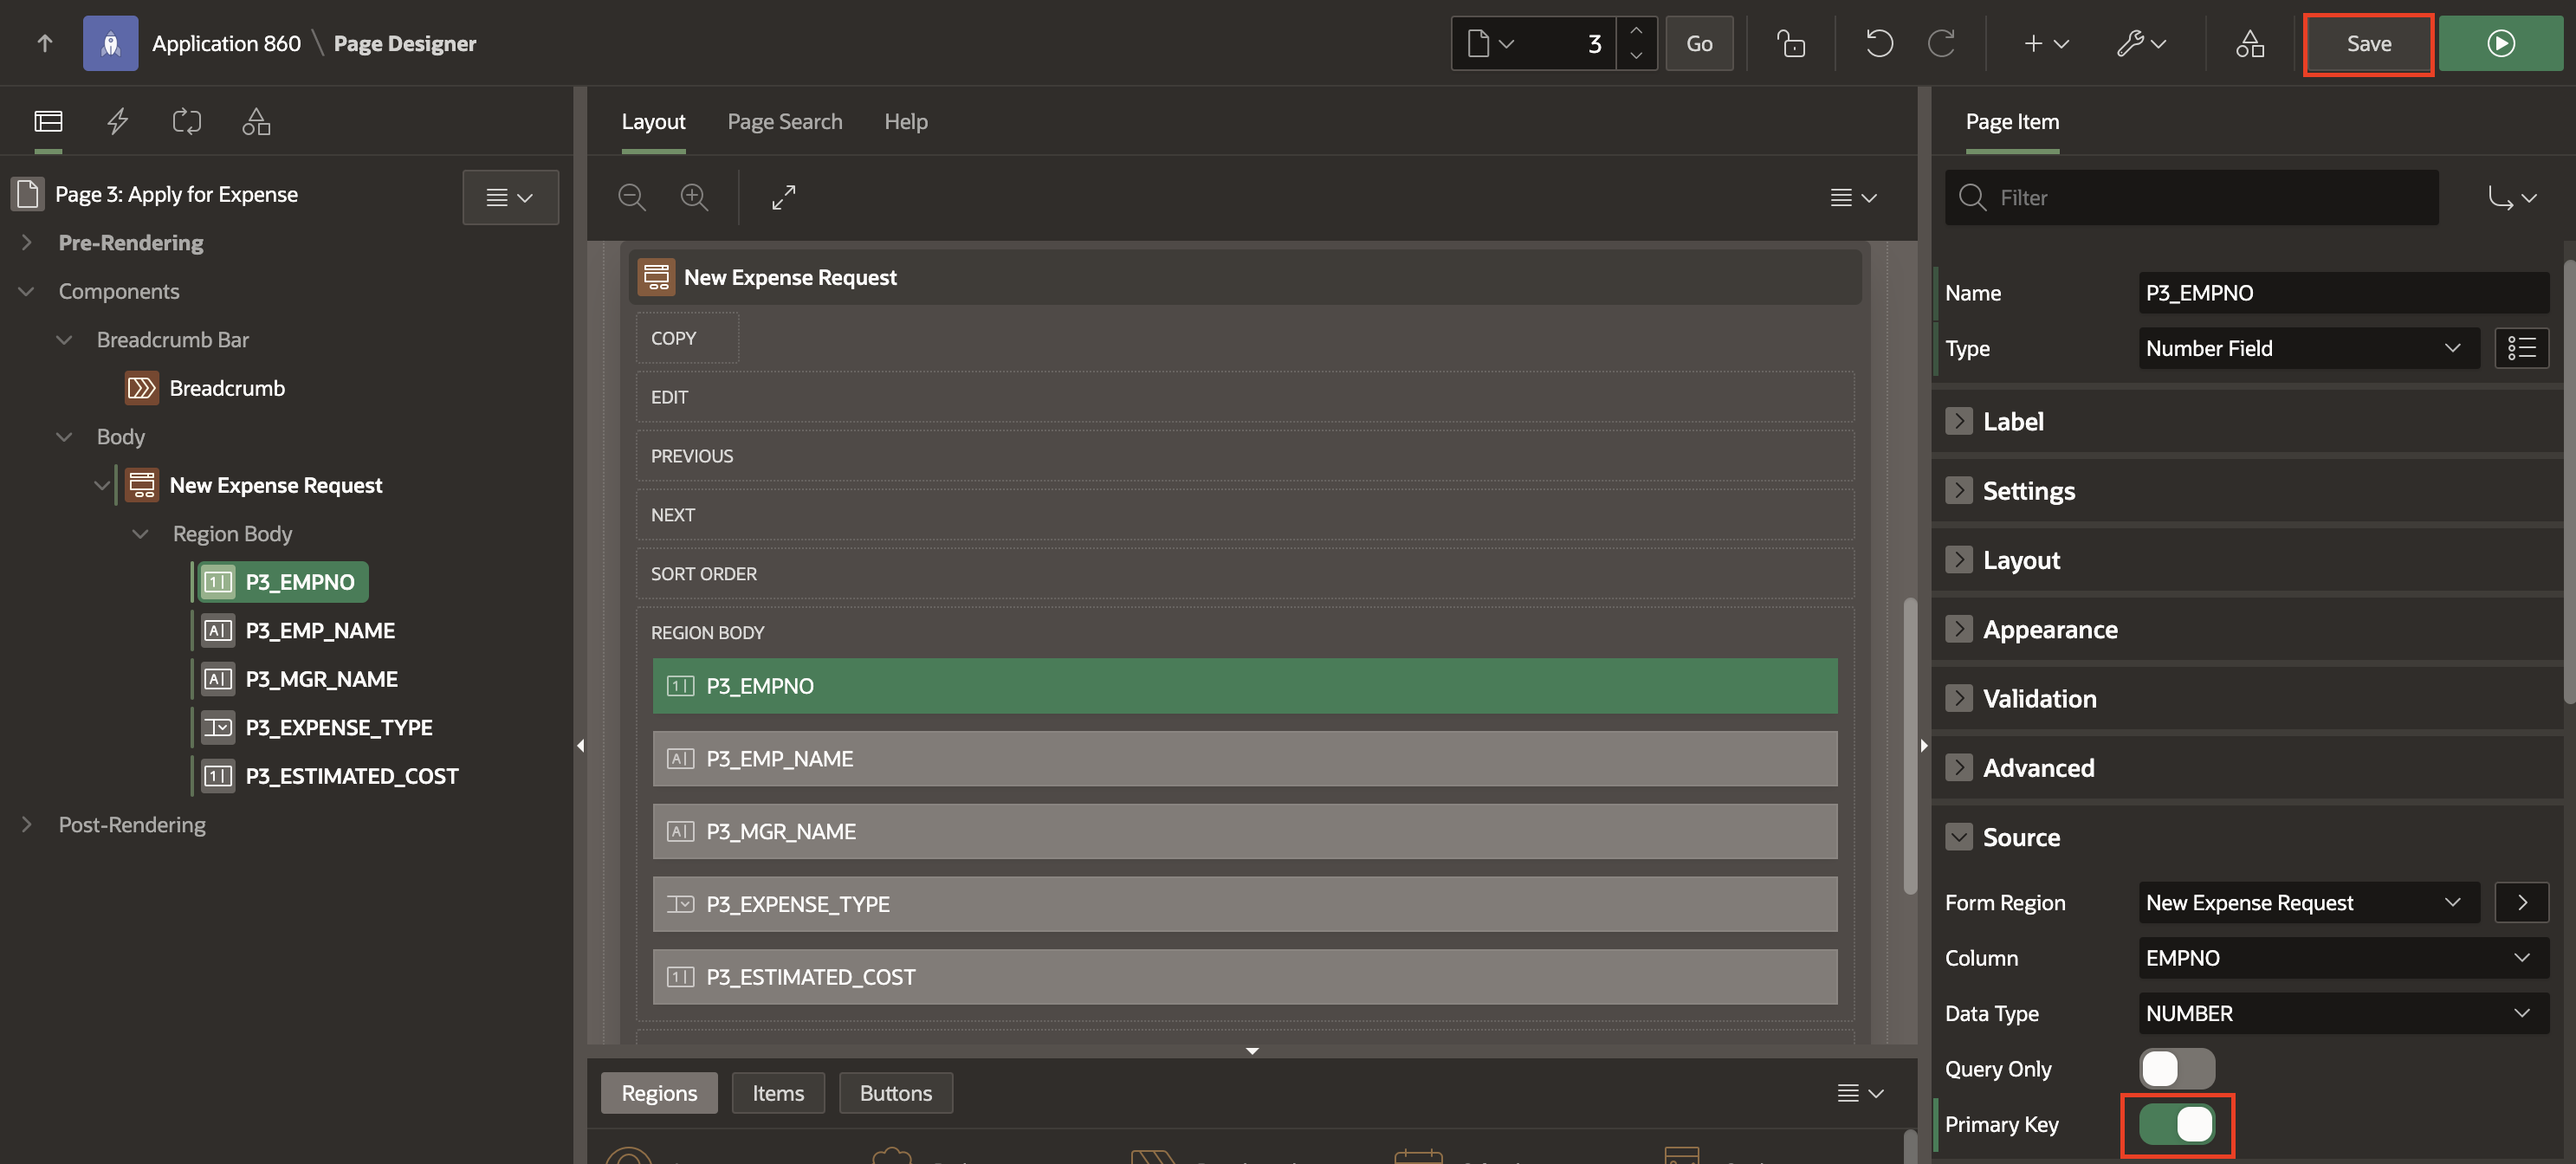 Application 860 \ Page Designer
3
Go
Save
Page 3: Apply for Expense
Pre-Rendering
Components
Breadcrumb Bar
Breadcrumb
Body
New Expense Request
Region Body
P3_EMPNO
P3_EMP_NAME
P3_MGR_NAME
P3_EXPENSE_TYPE
P3_ESTIMATED_COST
Post-Rendering
Layout
Page Search
Help
New Expense Request
COPY
EDIT
PREVIOUS
NEXT
SORT ORDER
REGION BODY
P3_EMPNO
P3_EMP_NAME
P3_MGR_NAME
P3_EXPENSE_TYPE
P3_ESTIMATED_COST
Regions
Items
Buttons
Page Item
Filter
Name
P3_EMPNO
Type
Number Field
Label
Settings
Layout
Appearance
Validation
Advanced
Source
Form Region
New Expense Request
Column
EMPNO
Data Type
NUMBER
Query Only
Primary Key